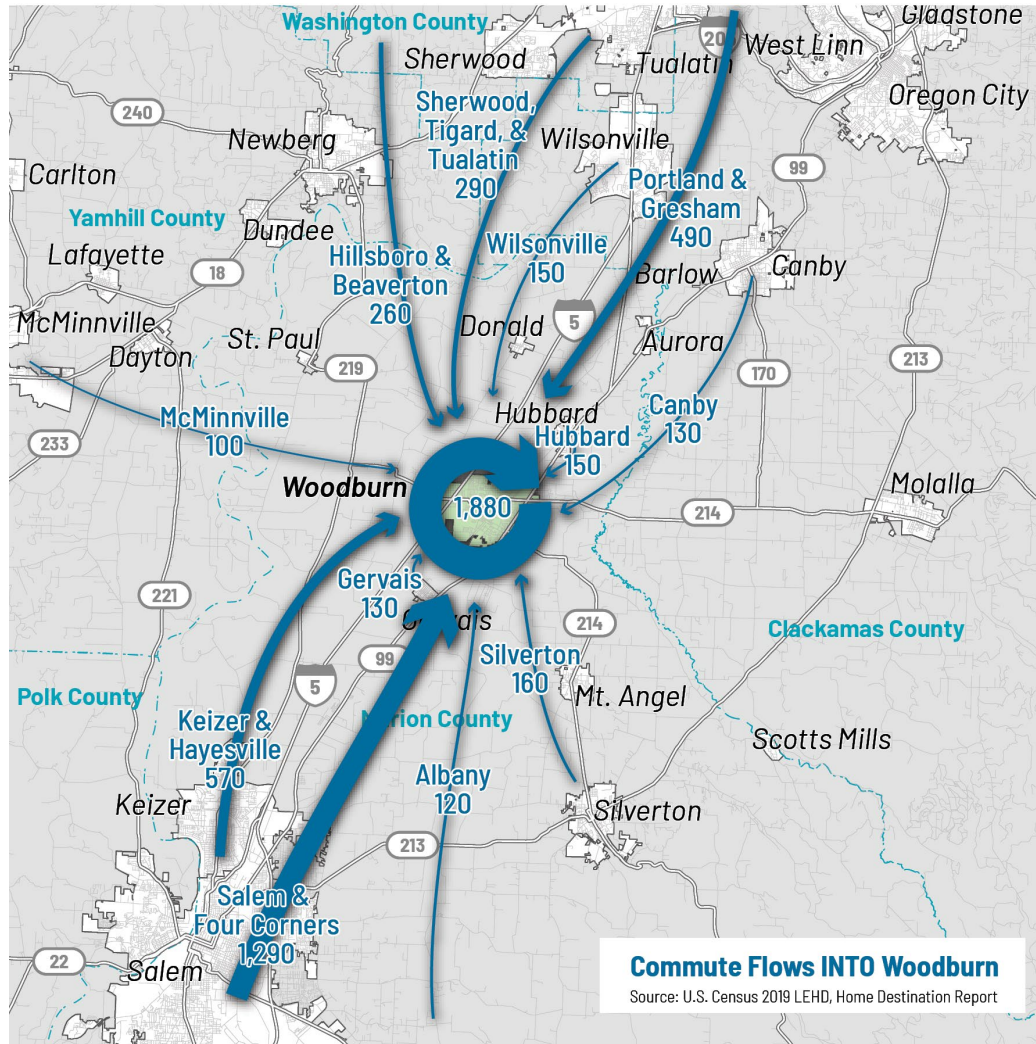 Washington County
Gladstone
20
West Linn
Sherwood
Tualatin
Oregon City
Sherwood,
Tigard, &
Tualatin
290
240
Newberg
Wilsonville
99
Carlton
Portland &
Gresham
490
Yamhill County
Dundee
Hillsboro &
Beaverton
260
Wilsonville
150
Lafayette
18
Barlow
Canby
McMinnville
Dayton
St. Paul
219
Donald
5
Aurora
213
170
McMinnville
100
Hubbard
Hubbard
150
Canby
130
233
Woodburn
1,880
Molalla
214
Gervais
130
221
Gervais
214
Clackamas County
99
Silverton
160
5
Polk County
Mt. Angel
Marion County
Keizer &
Hayesville
570
Scotts Mills
Albany
120
Keizer
Silverton
213
Salem &
Four Corners
1,290
22
Salem
Commute Flows INTO Woodburn
Source: U.S. Census 2019 LEHD, Home Destination Report